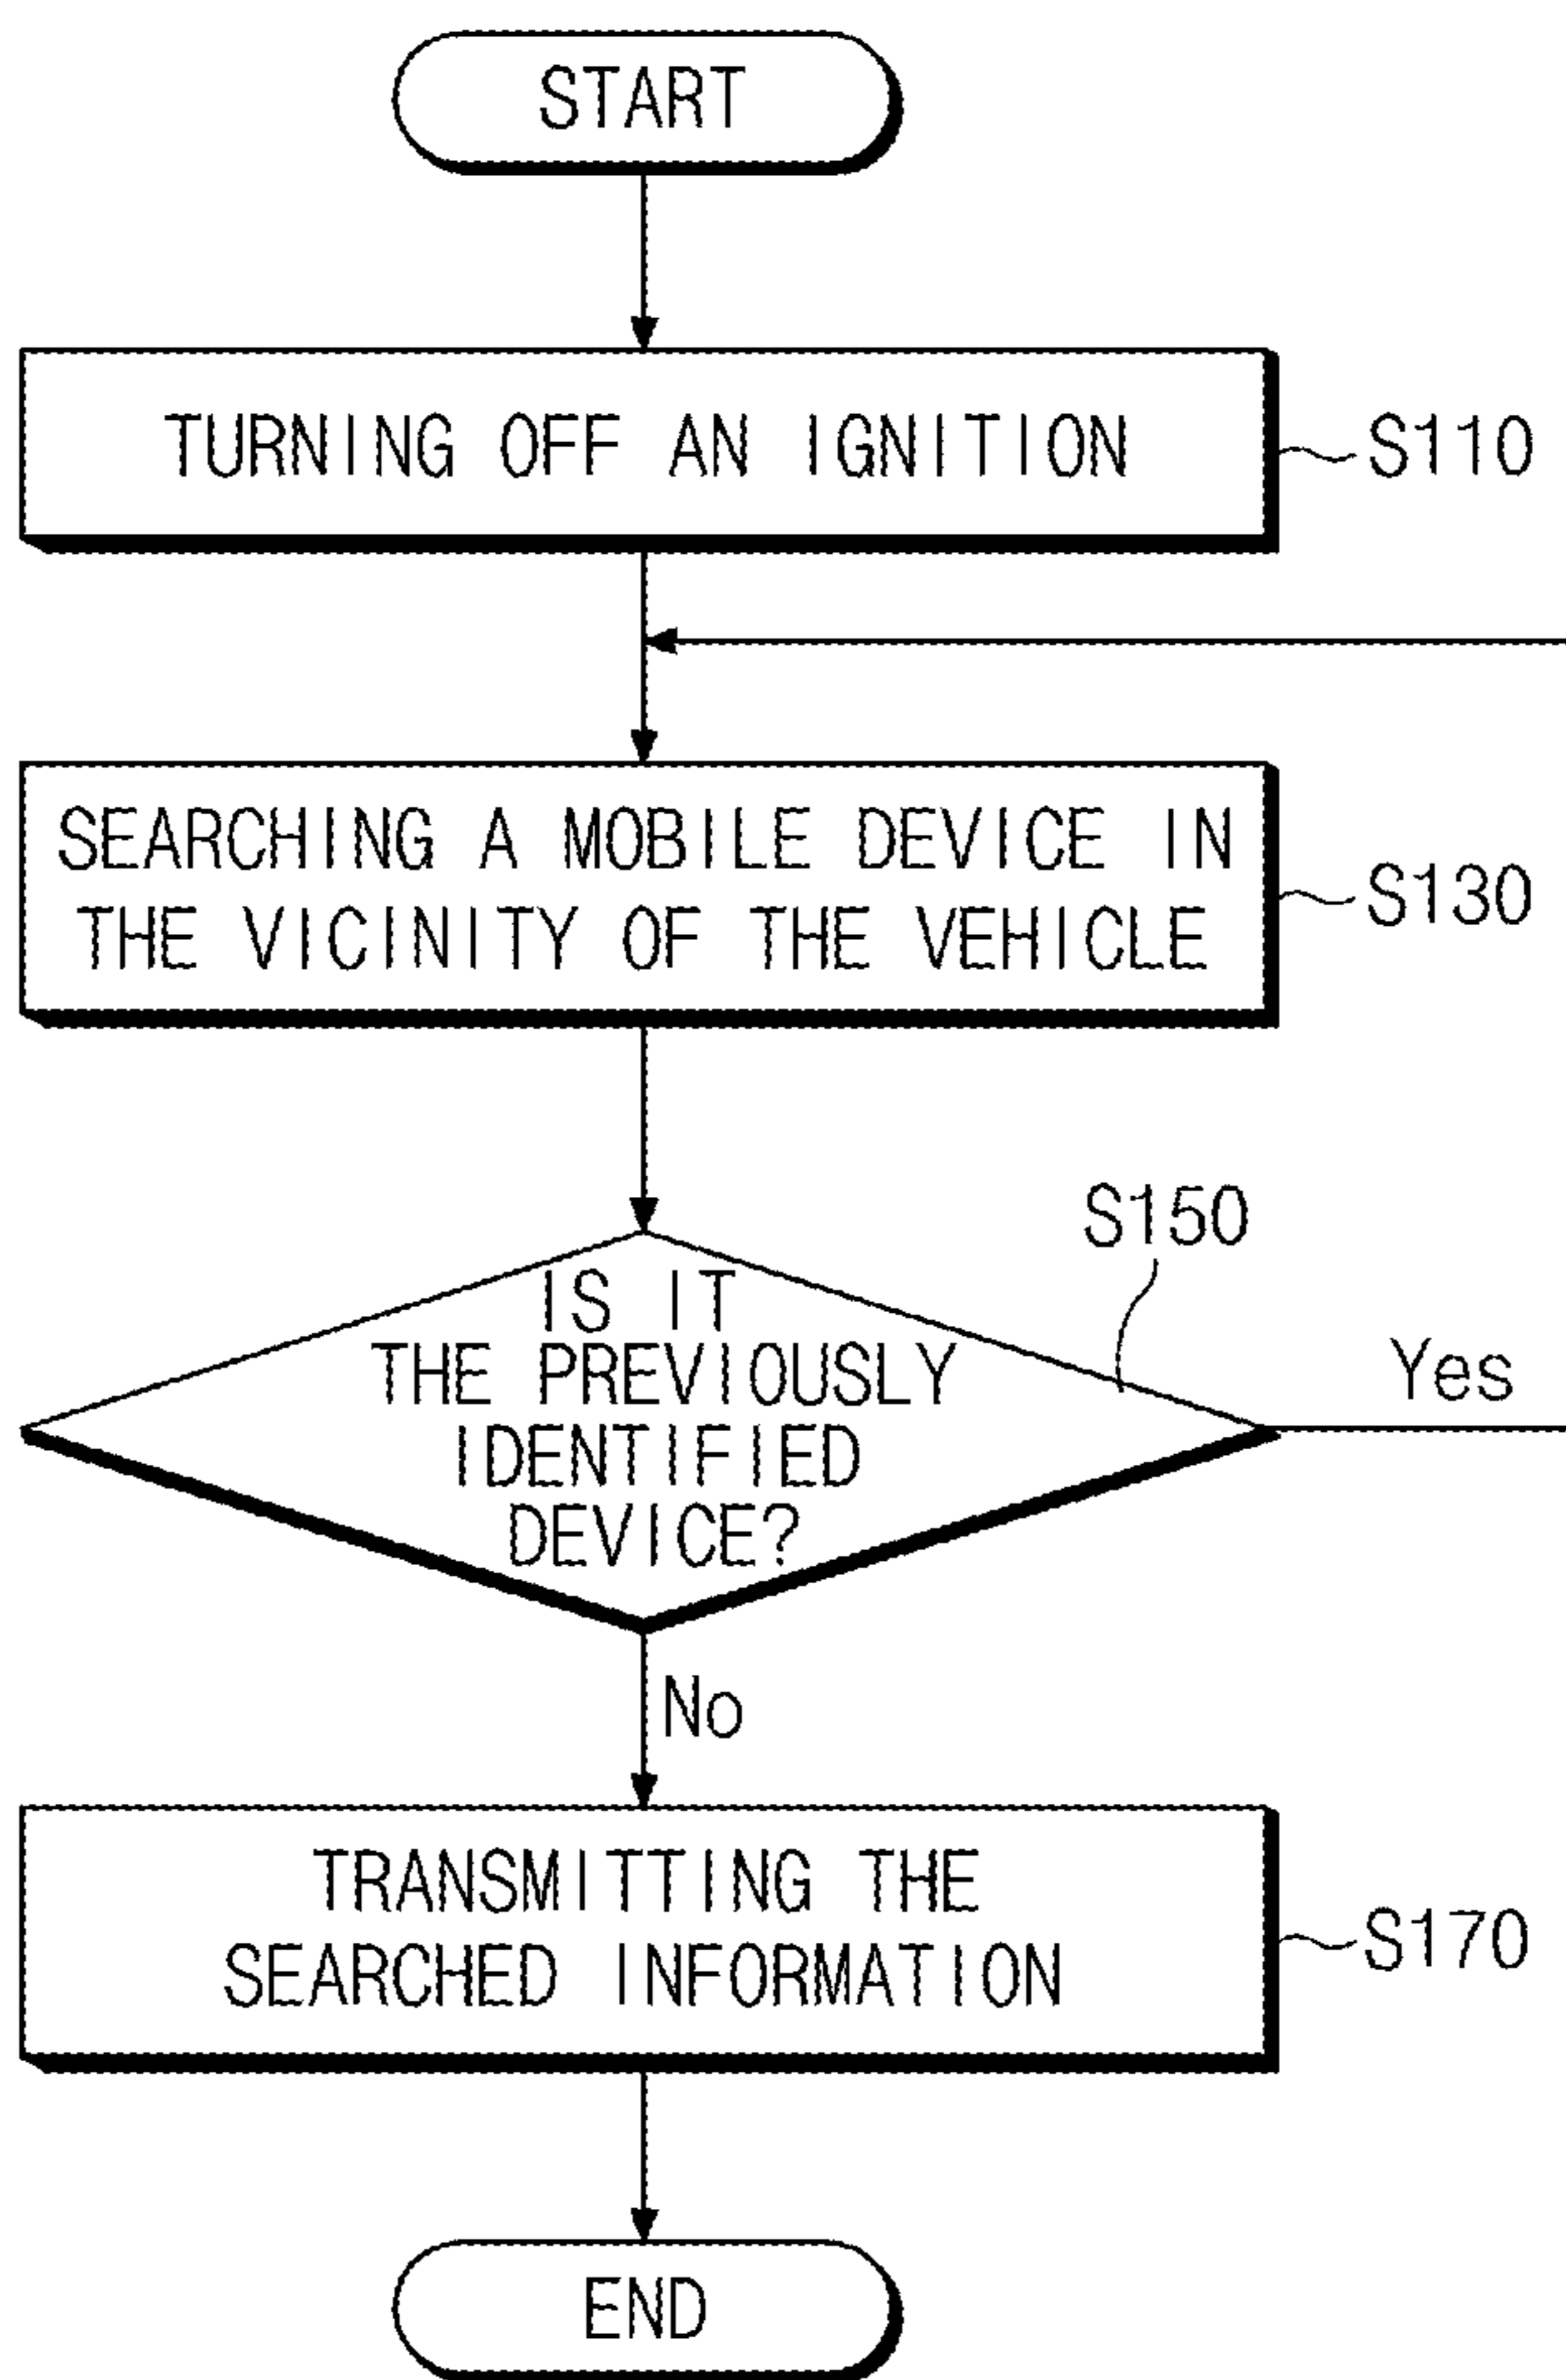 START
TURNING OFF AN IGNITION
S110
SEARCHING A MOBILE DEVICE IN
THE VICINITY OF THE VEHICLE
S130
S150
IS IT
THE PREVIOUSLY
IDENTIFIED
DEVICE?
Yes
No
TRANSMITTING THE
SEARCHED INFORMATION
S170
END